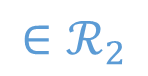 ∈ ℛ₂